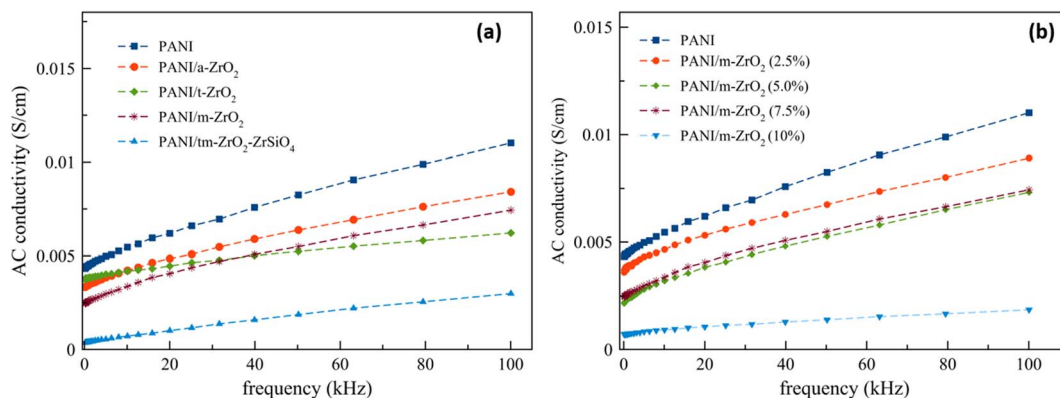 (a)
0.015
PANI
PANI/a-ZrO₂
PANI/t-ZrO₂
PANI/m-ZrO₂
PANI/tm-ZrO₂-ZrSiO₄
0.01
0.005
0
AC conductivity (S/cm)
0 20 40 60 80 100
frequency (kHz)
(b)
0.015
PANI
PANI/m-ZrO₂ (2.5%)
PANI/m-ZrO₂ (5.0%)
PANI/m-ZrO₂ (7.5%)
PANI/m-ZrO₂ (10%)
0.01
0.005
0
AC conductivity (S/cm)
0 20 40 60 80 100
frequency (kHz)